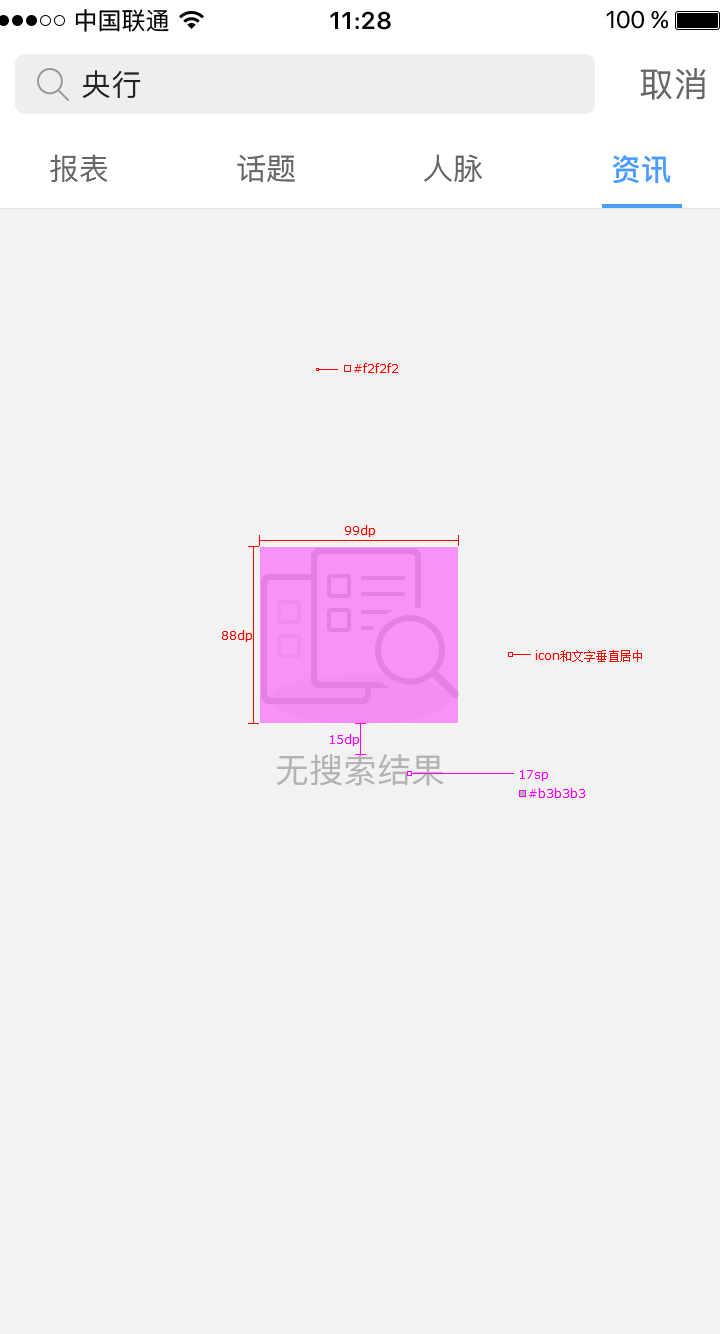 中国联通 11:28 100 %
央行 取消
报表 话题 人脉 资讯
#f2f2f2
99dp
88dp
icon和文字垂直居中
15dp
无搜索结果
17sp
#b3b3b3